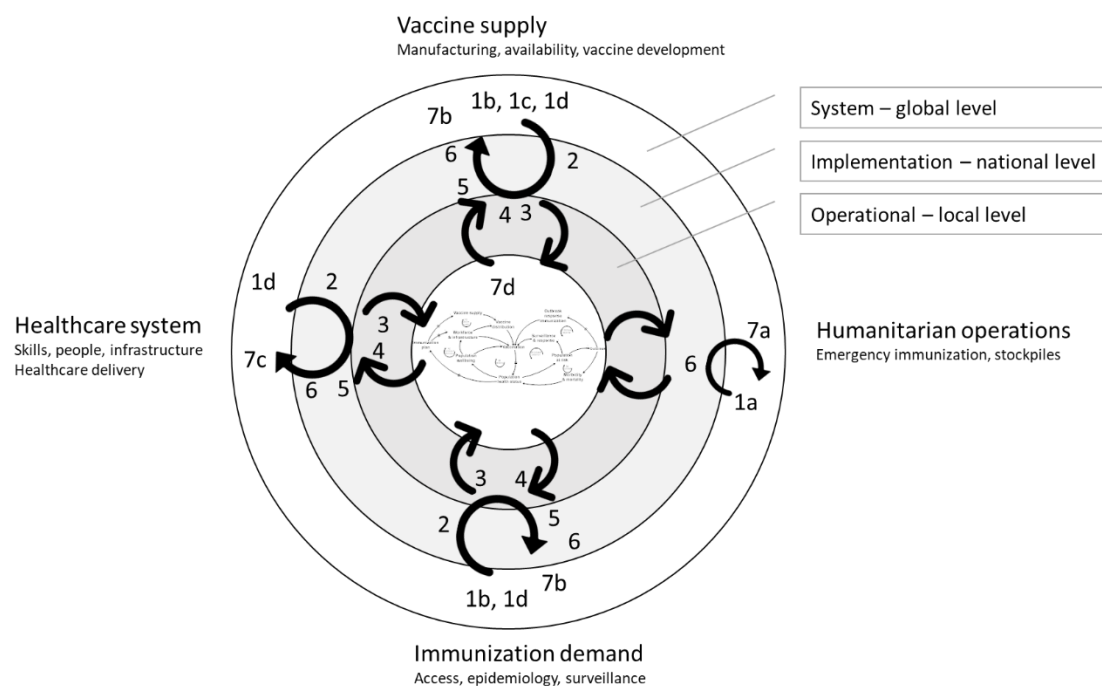 Vaccine supply
Manufacturing, availability, vaccine development
System – global level
Implementation – national level
Operational – local level
1b, 1c, 1d
7b
6
2
5
4 3
7d
Healthcare system
Skills, people, infrastructure
Healthcare delivery
1d
2
3
4
7c
6
5
Humanitarian operations
Emergency immunization, stockpiles
7a
6
1a
3
4
2
5
6
1b, 1d
7b
Immunization demand
Access, epidemiology, surveillance